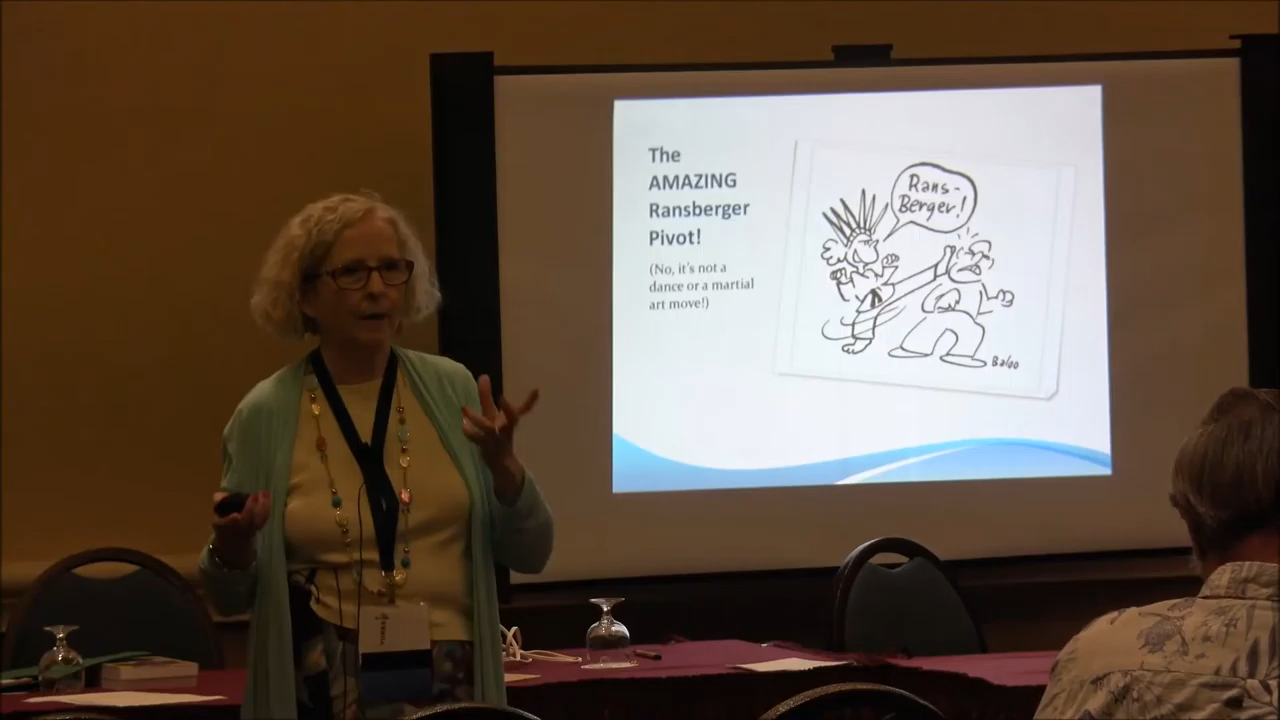 The
AMAZING
Ransberger
Pivot!
(No, it's not a
dance or a martial
art move!)
Rans-
Berger!
Baloo